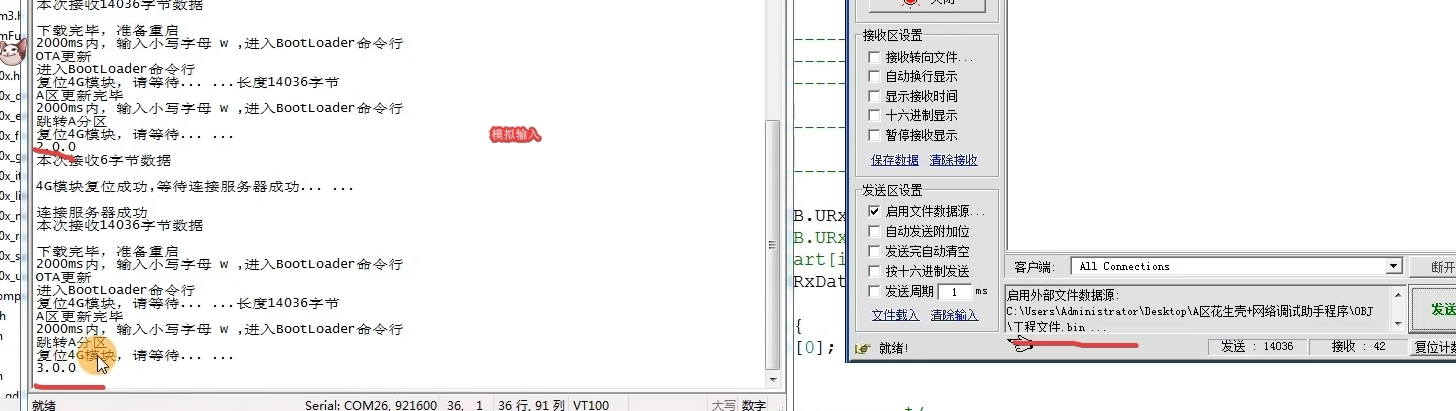 本次接收14036字节数据
下载完毕，准备重启
2000ms内，输入小写字母 w ,进入BootLoader命令行
OTA更新
进入BootLoader命令行
复位4G模块，请等待... ...长度14036字节
A区更新完毕
2000ms内，输入小写字母 w ,进入BootLoader命令行
跳转A分区
复位4G模块，请等待... ...
2.0.0
本次接收6字节数据
4G模块复位成功,等待连接服务器成功... ...
连接服务器成功
本次接收14036字节数据
下载完毕，准备重启
2000ms内，输入小写字母 w ,进入BootLoader命令行
OTA更新
进入BootLoader命令行
复位4G模块，请等待... ...长度14036字节
A区更新完毕
2000ms内，输入小写字母 w ,进入BootLoader命令行
跳转A分区
复位4G模块，请等待... ...
3.0.0
就绪
Serial: COM26, 921600
36, 1
36 行, 91 列
VT100
大写
数字
模拟输入
B.URx
B.URx
art[i
RxDat
{
[0];
关闭
接收区设置
接收转向文件...
自动换行显示
显示接收时间
十六进制显示
暂停接收显示
保存数据 清除接收
发送区设置
启用文件数据源...
自动发送附加位
发送完自动清空
按十六进制发送
发送周期 1 ms
文件载入 清除输入
客户端: All Connections
断开
启用外部文件数据源:
C:\Users\Administrator\Desktop\A区花生壳+网络调试助手程序\OBJ
\工程文件.bin ...
发送
就绪!
发送 : 14036
接收 : 42
复位计数